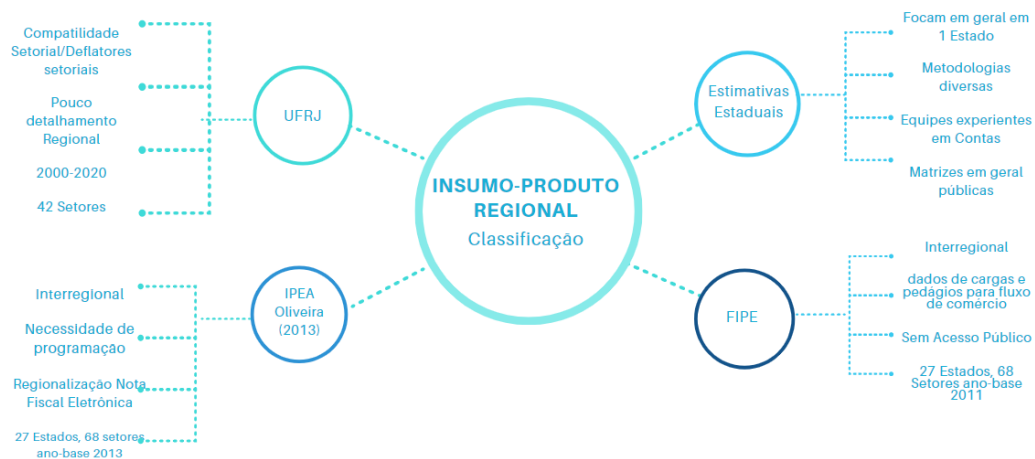 Compatilidade
Setorial/Deflatores
setoriais
Pouco
detalhamento
Regional
2000-2020
42 Setores
UFRJ
INSUMO-PRODUTO
REGIONAL
Classificação
Estimativas
Estaduais
Focam em geral em
1 Estado
Metodologias
diversas
Equipes experientes
em Contas
Matrizes em geral
públicas
Interregional
Necessidade de
programação
Regionalização Nota
Fiscal Eletrônica
27 Estados, 68 setores
ano-base 2013
IPEA
Oliveira
(2013)
FIPE
Interregional
dados de cargas e
pedágios para fluxo
de comércio
Sem Acesso Público
27 Estados, 68
Setores ano-base
2011